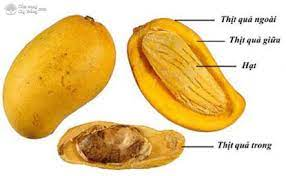 Thịt quả ngoài
Thịt quả giữa
Hạt
Thịt quả trong